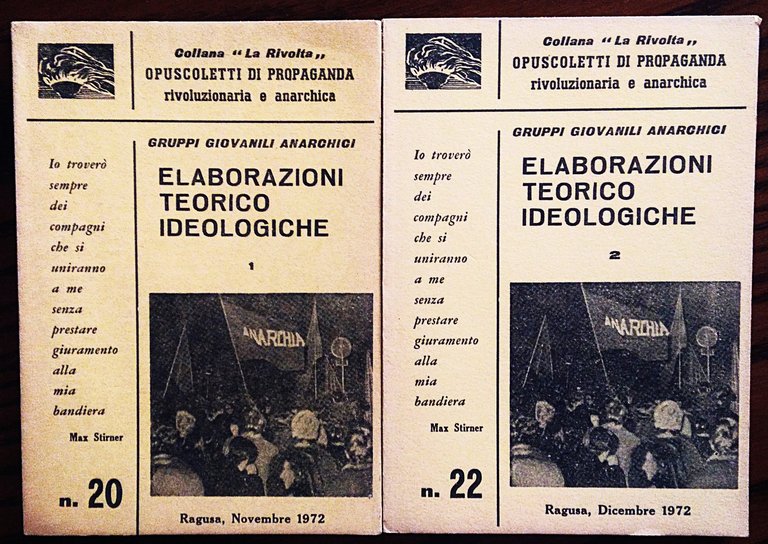 Collana "La Rivolta„
OPUSCOLETTI DI PROPAGANDA
rivoluzionaria e anarchica
GRUPPI GIOVANILI ANARCHICI
ELABORAZIONI
TEORICO
IDEOLOGICHE
1
Io troverò
sempre
dei
compagni
che si
uniranno
a me
senza
prestare
giuramento
alla
mia
bandiera
Max Stirner
n. 20
ANARCHIA
Ragusa, Novembre 1972
Collana "La Rivolta„
OPUSCOLETTI DI PROPAGANDA
rivoluzionaria e anarchica
GRUPPI GIOVANILI ANARCHICI
ELABORAZIONI
TEORICO
IDEOLOGICHE
2
Io troverò
sempre
dei
compagni
che si
uniranno
a me
senza
prestare
giuramento
alla
mia
bandiera
Max Stirner
n. 22
ANARCHIA
Ragusa, Dicembre 1972